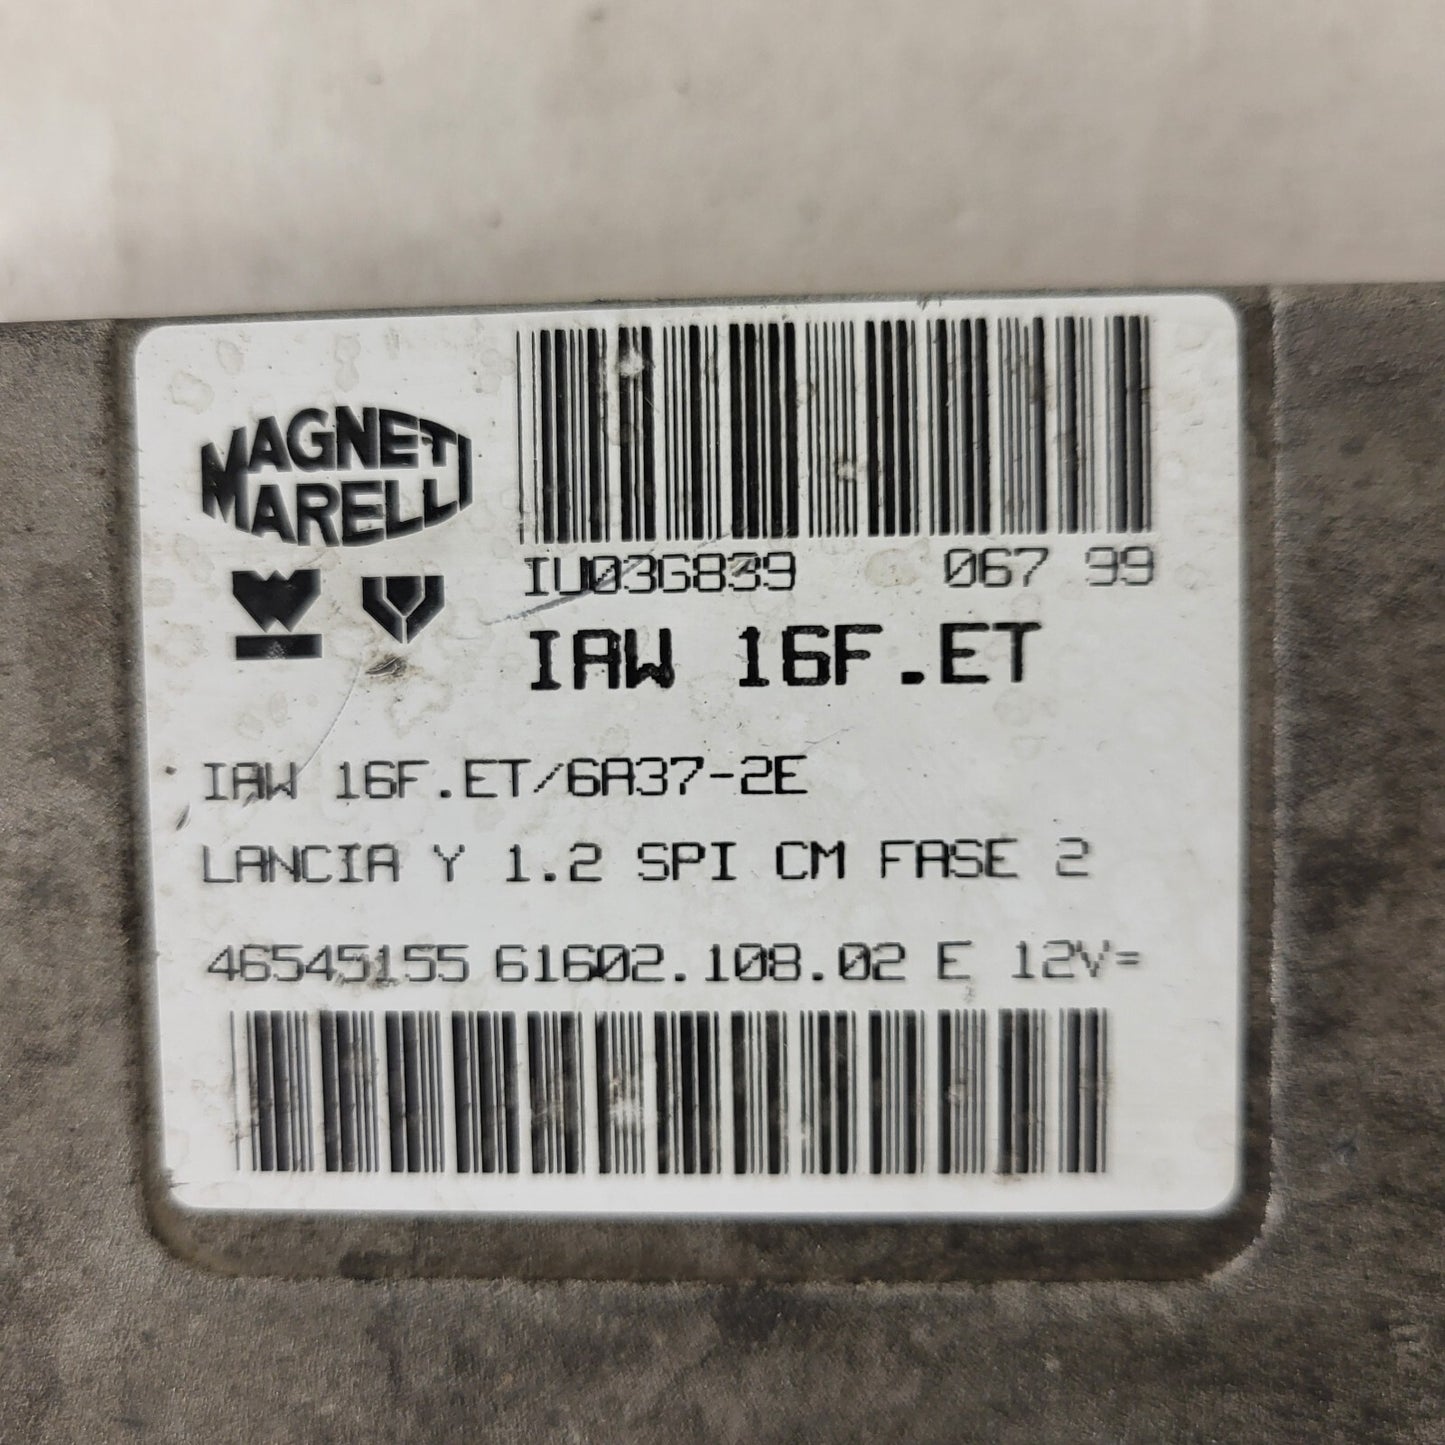 MAGNETI
MARELLI
IU03G839 067 99
IAW 16F.ET
IAW 16F.ET/6A37-2E
LANCIA Y 1.2 SPI CM FASE 2
46545155 61602.108.02 E 12V=